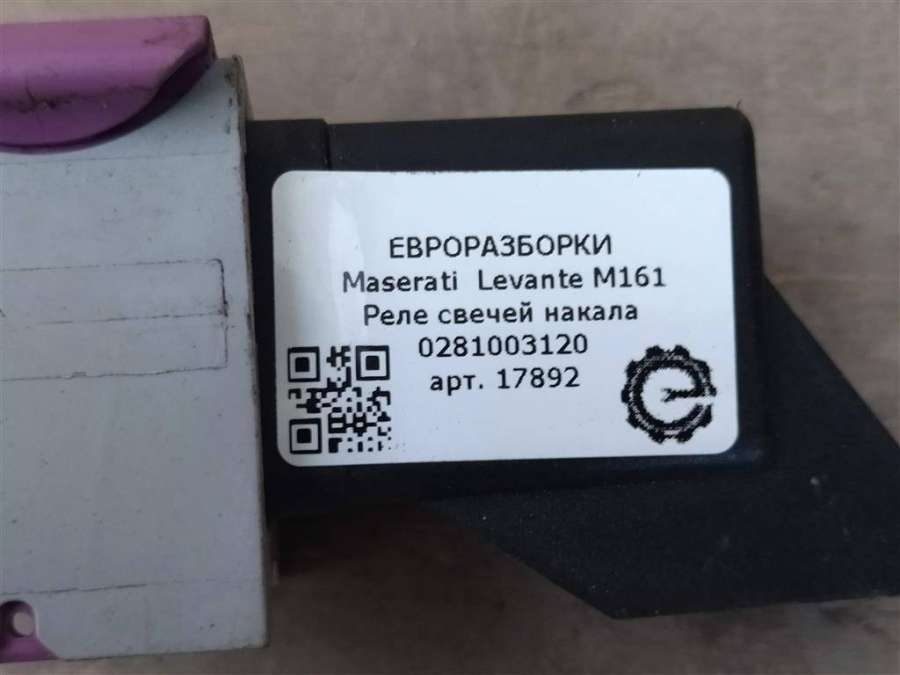 ЕВРОРАЗБОРКИ
Maserati Levante M161
Реле свечей накала
0281003120
арт. 17892